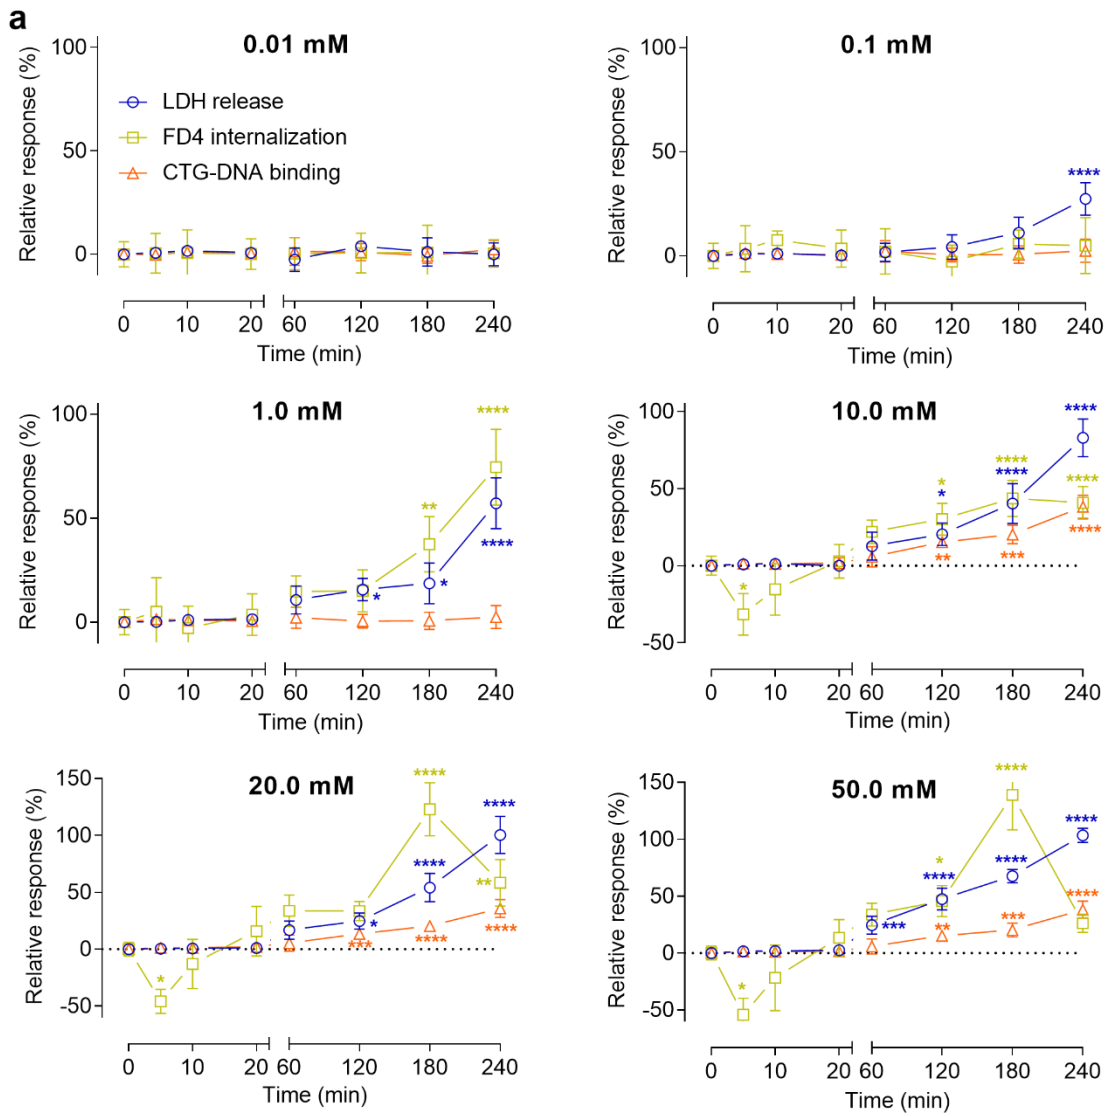 a
0.01 mM
Relative response (%)
100
50
0
LDH release
FD4 internalization
CTG-DNA binding
0 10 20 60 120 180 240
Time (min)
0.1 mM
Relative response (%)
100
50
0
****
0 10 20 60 120 180 240
Time (min)
1.0 mM
Relative response (%)
100
50
0
****
**
****
*
*
0 10 20 60 120 180 240
Time (min)
10.0 mM
Relative response (%)
100
50
0
-50
****
****
****
****
*
*
*
**
***
****
0 10 20 60 120 180 240
Time (min)
20.0 mM
Relative response (%)
150
100
50
0
-50
****
****
****
**
*
***
****
****
*
0 10 20 60 120 180 240
Time (min)
50.0 mM
Relative response (%)
150
100
50
0
-50
****
****
****
*
****
****
***
**
***
*
0 10 20 60 120 180 240
Time (min)